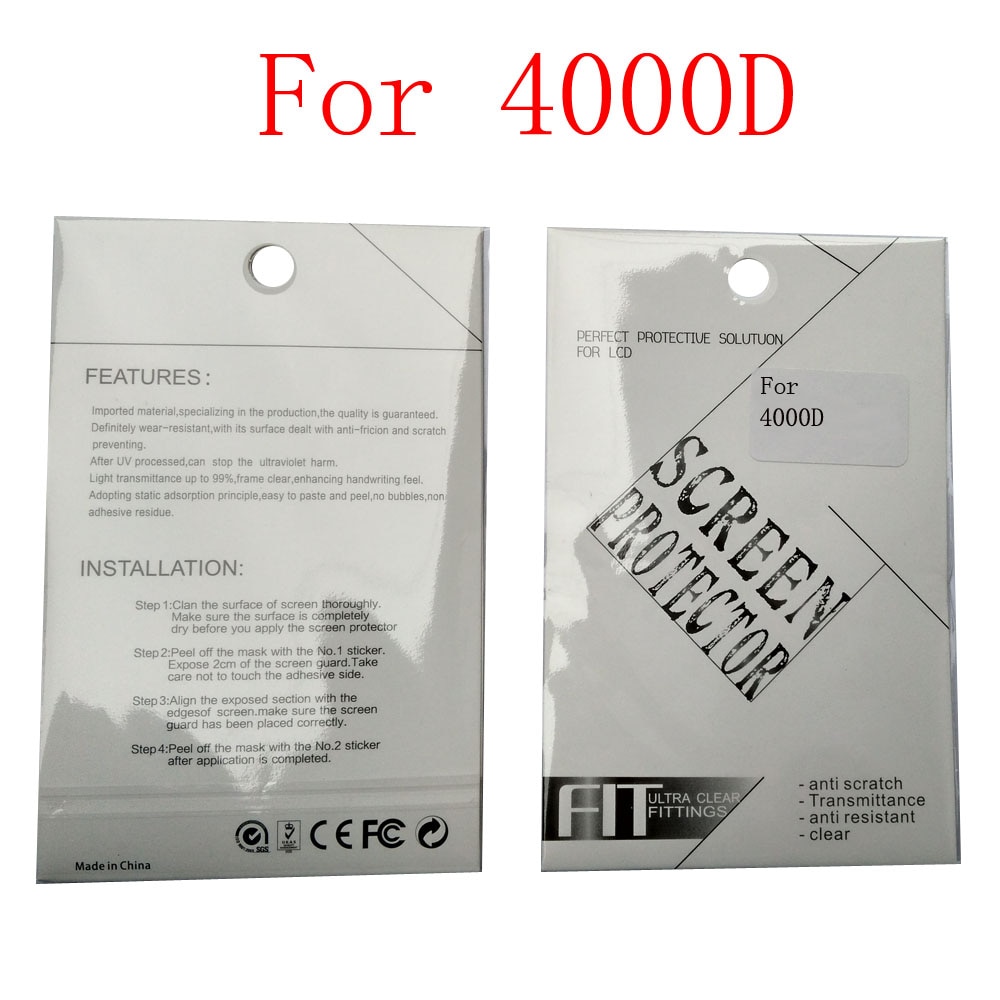 For 4000D
FEATURES:
Imported material,specializing in the production,the quality is guaranteed.
Definitely wear-resistant,with its surface dealt with anti-fricion and scratch
preventing.
After UV processed,can stop the ultraviolet harm.
Light transmittance up to 99%,frame clear,enhancing handwriting feel.
Adopting static adsorption principle,easy to paste and peel,no bubbles,non
adhesive residue.
INSTALLATION:
Step 1:Clan the surface of screen thoroughly.
Make sure the surface is completely
dry before you apply the screen protector
Step 2:Peel off the mask with the No.1 sticker.
Expose 2cm of the screen guard.Take
care not to touch the adhesive side.
Step 3:Align the exposed section with the
edgesof screen.make sure the screen
guard has been placed correctly.
Step 4:Peel off the mask with the No.2 sticker
after application is completed.
SGS
UKAS
CE FC
Made in China
PERFECT PROTECTIVE SOLUTUON
FOR LCD
For
4000D
SCREEN
PROTECTOR
FIT
ULTRA CLEAR
FITTINGS
- anti scratch
- Transmittance
- anti resistant
- clear